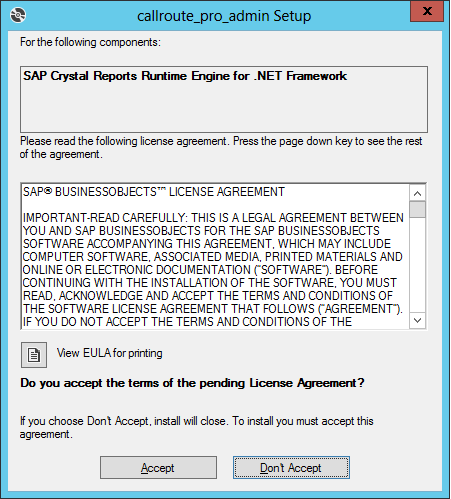 callroute_pro_admin Setup
For the following components:
SAP Crystal Reports Runtime Engine for .NET Framework
Please read the following license agreement. Press the page down key to see the rest
of the agreement.
SAP® BUSINESSOBJECTS™ LICENSE AGREEMENT
IMPORTANT-READ CAREFULLY: THIS IS A LEGAL AGREEMENT BETWEEN
YOU AND SAP BUSINESSOBJECTS FOR THE SAP BUSINESSOBJECTS
SOFTWARE ACCOMPANYING THIS AGREEMENT, WHICH MAY INCLUDE
COMPUTER SOFTWARE, ASSOCIATED MEDIA, PRINTED MATERIALS AND
ONLINE OR ELECTRONIC DOCUMENTATION ("SOFTWARE"). BEFORE
CONTINUING WITH THE INSTALLATION OF THE SOFTWARE, YOU MUST
READ, ACKNOWLEDGE AND ACCEPT THE TERMS AND CONDITIONS OF
THE SOFTWARE LICENSE AGREEMENT THAT FOLLOWS ("AGREEMENT").
IF YOU DO NOT ACCEPT THE TERMS AND CONDITIONS OF THE
View EULA for printing
Do you accept the terms of the pending License Agreement?
If you choose Don't Accept, install will close. To install you must accept this
agreement.
Accept
Don't Accept